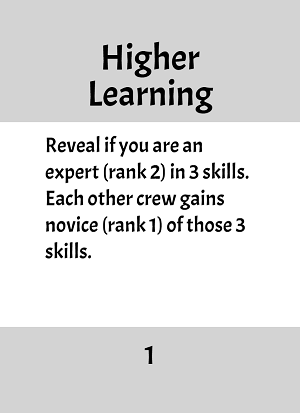 Higher
Learning
Reveal if you are an
expert (rank 2) in 3 skills.
Each other crew gains
novice (rank 1) of those 3
skills.
1